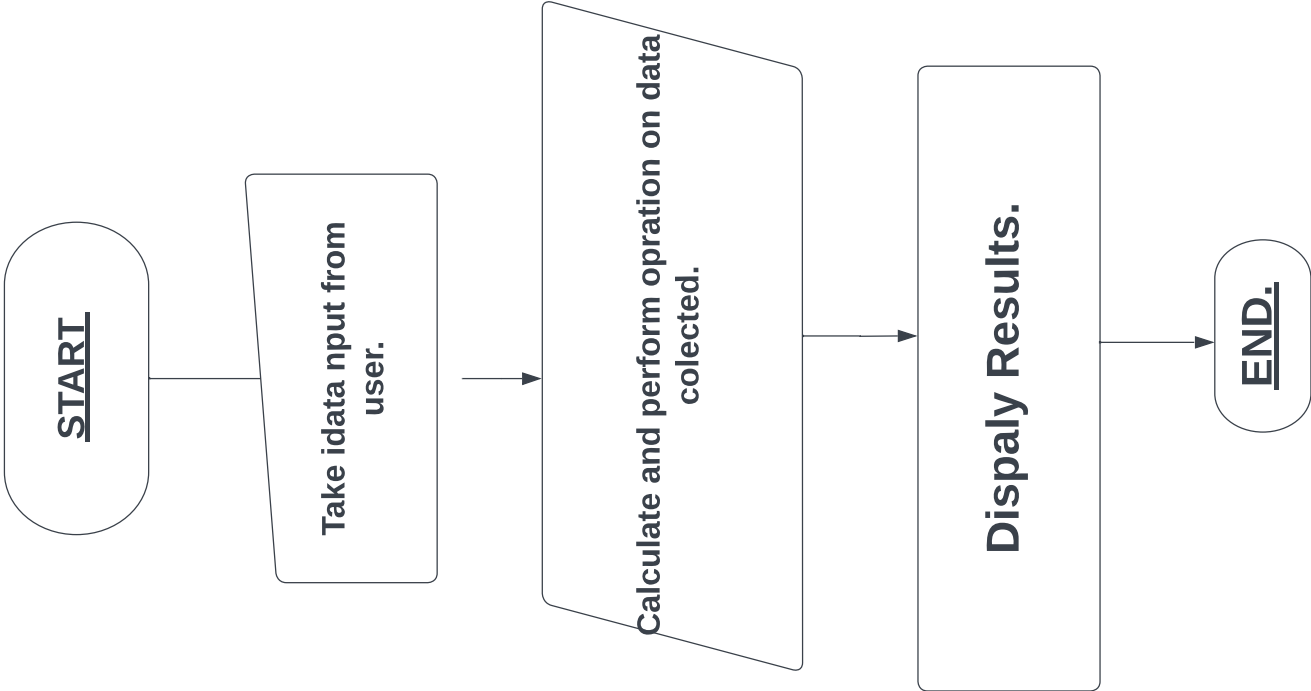 START
Take idata nput from
user.
Calculate and perform opration on data
colected.
Dispaly Results.
END.